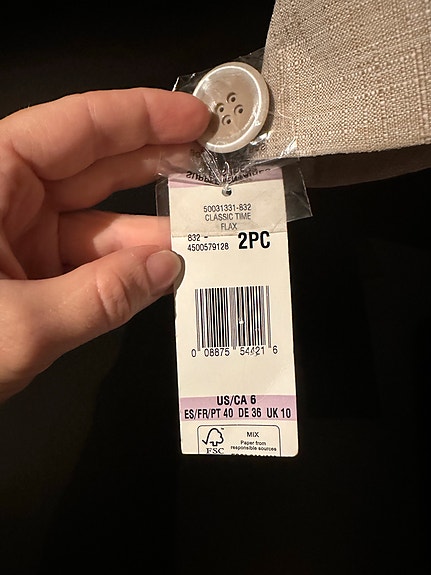 50031331-832
CLASSIC TIME
FLAX
832 -
4500579128
2PC
0 08875 54421 6
US/CA 6
ES/FR/PT 40 DE 36 UK 10
FSC
MIX
Paper from
responsible sources